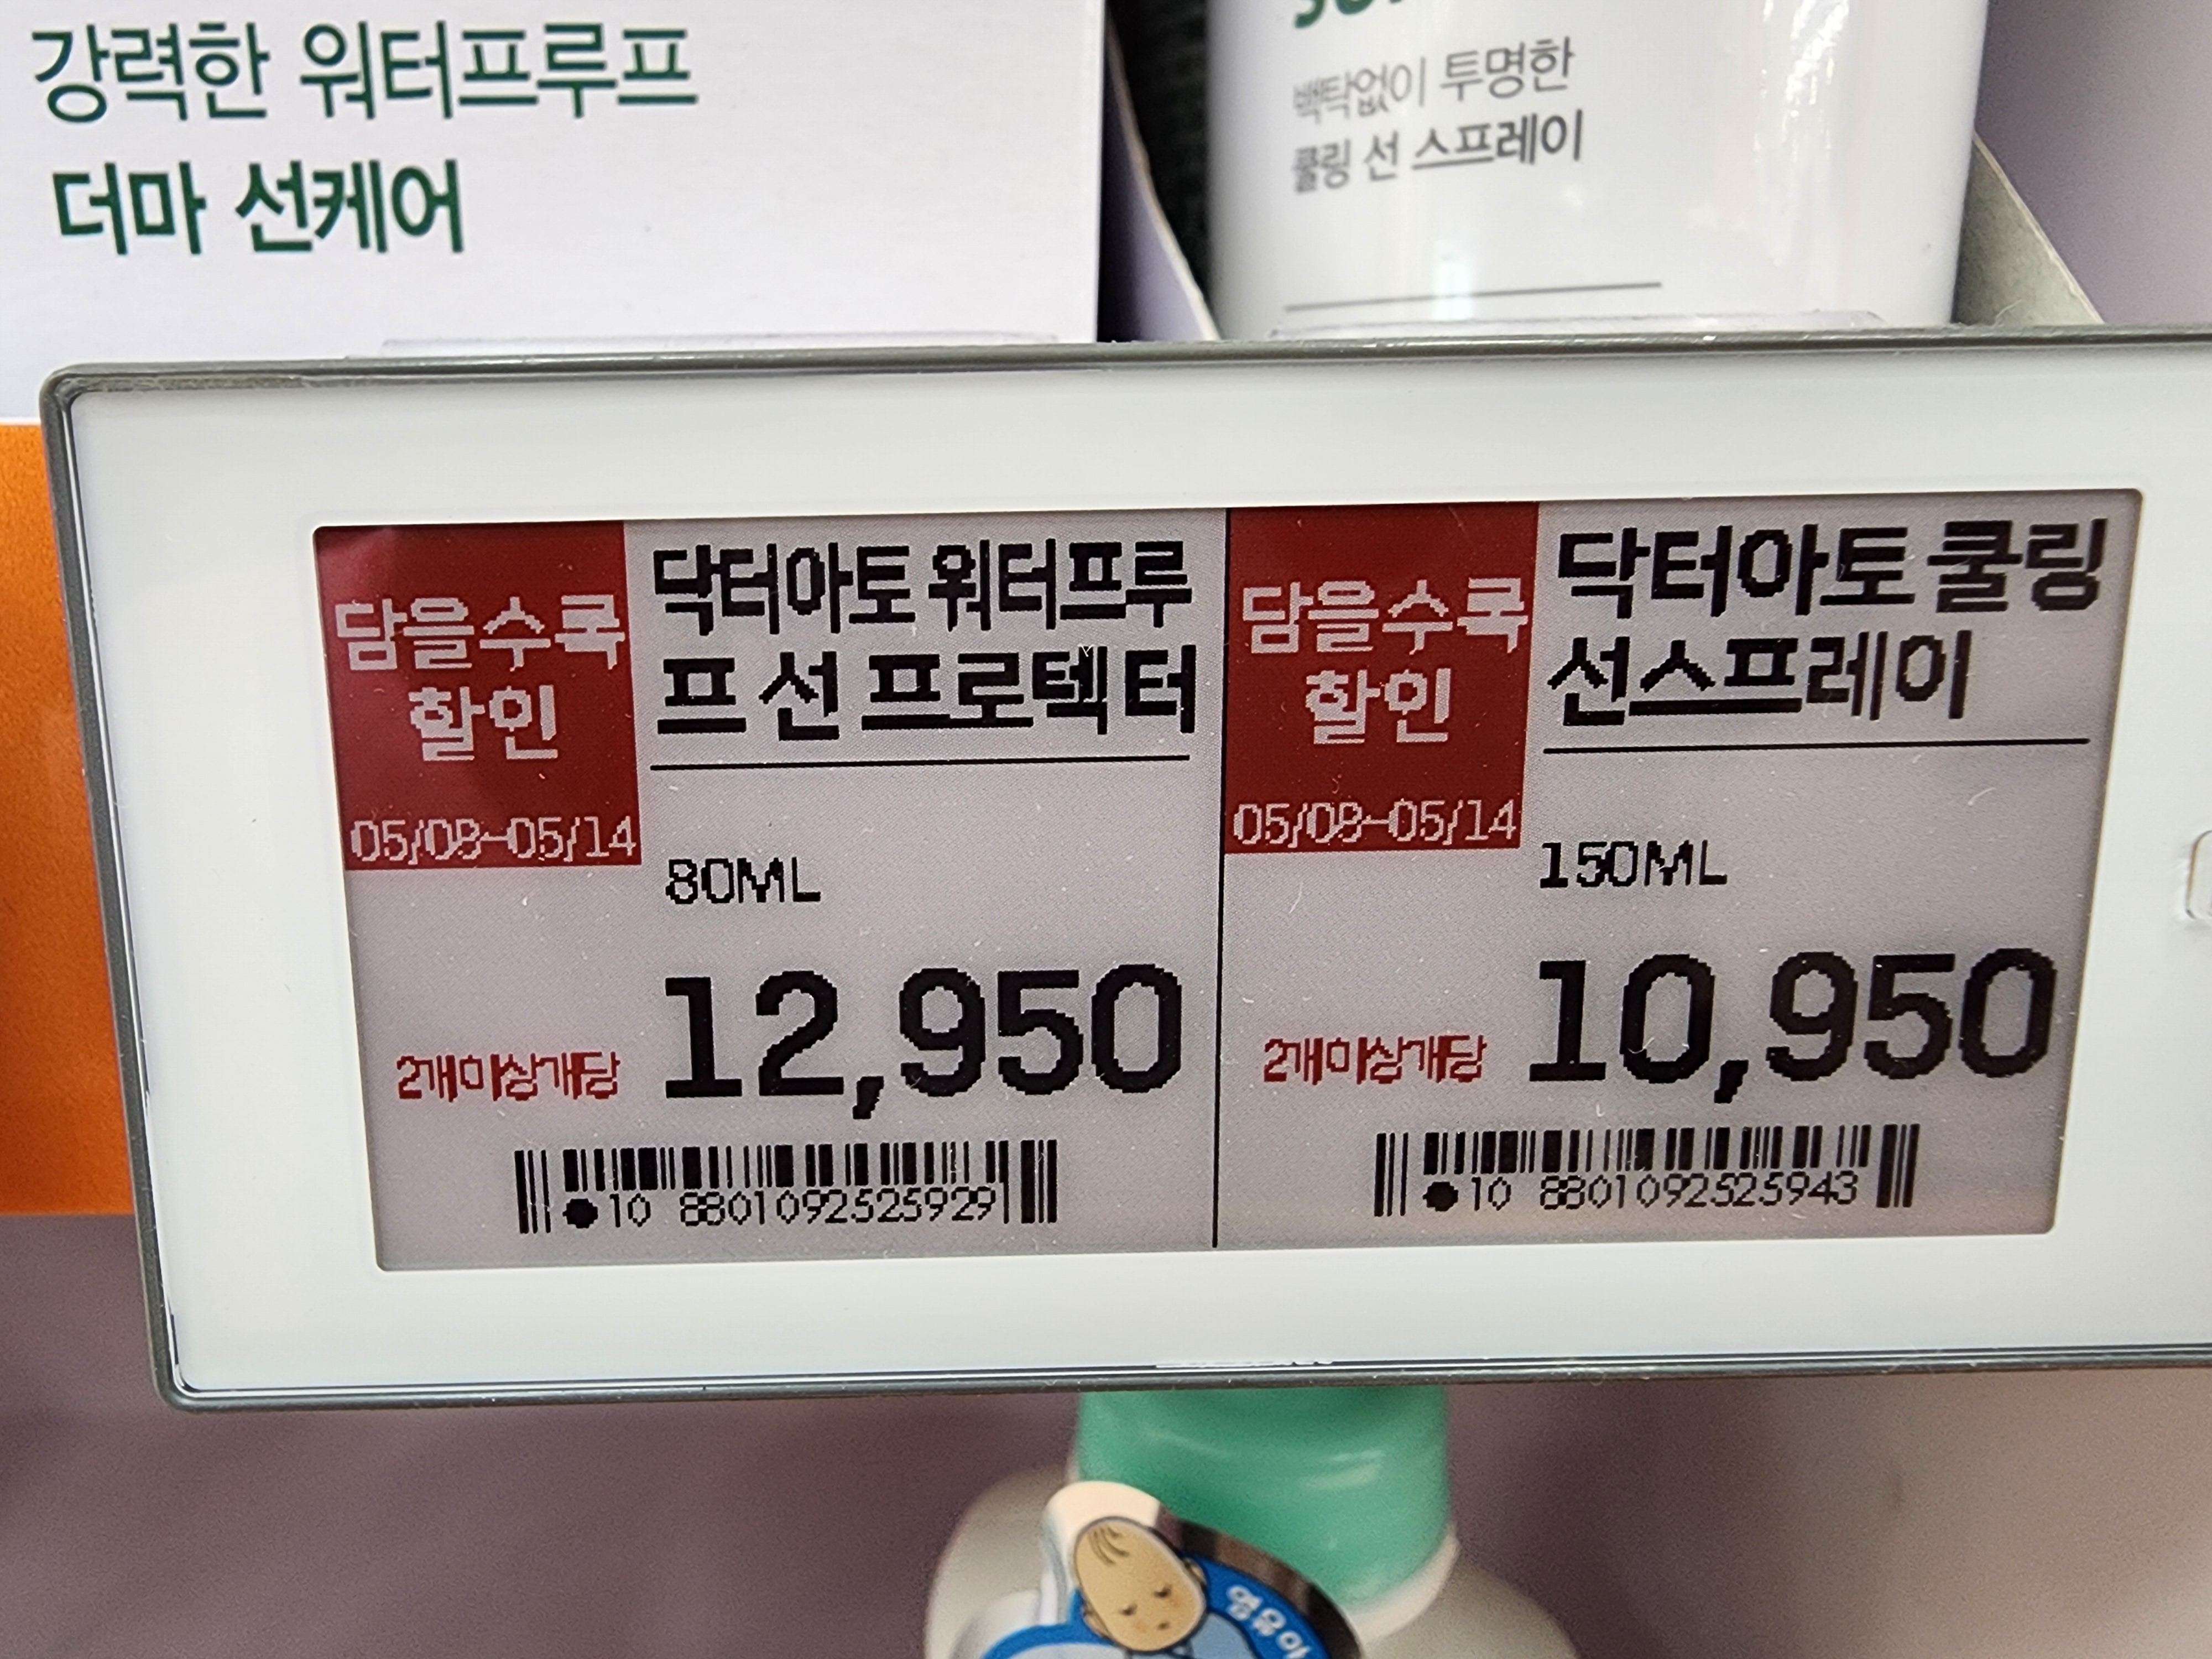 강력한 워터프루프
더마 선케어
백탁없이 투명한
쿨링 선 스프레이
담을수록
할인
05/08-05/14
닥터아토 워터프루
프 선 프로텍터
80ML
2개이상개당
12,950
10 8801092525929
담을수록
할인
05/08-05/14
닥터아토 쿨링
선스프레이
150ML
2개이상개당
10,950
10 8801092525943